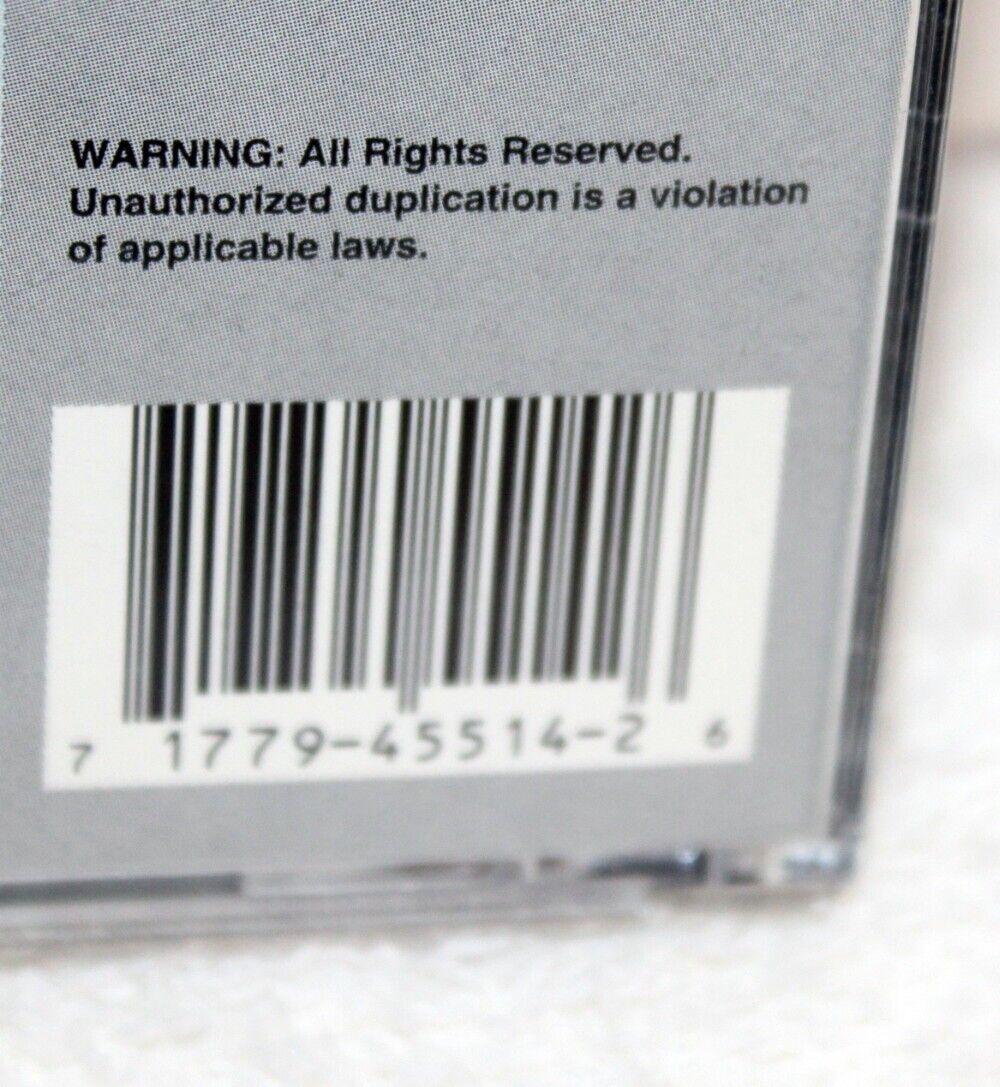 WARNING: All Rights Reserved.
Unauthorized duplication is a violation
of applicable laws.
7 1779-45514-2 6